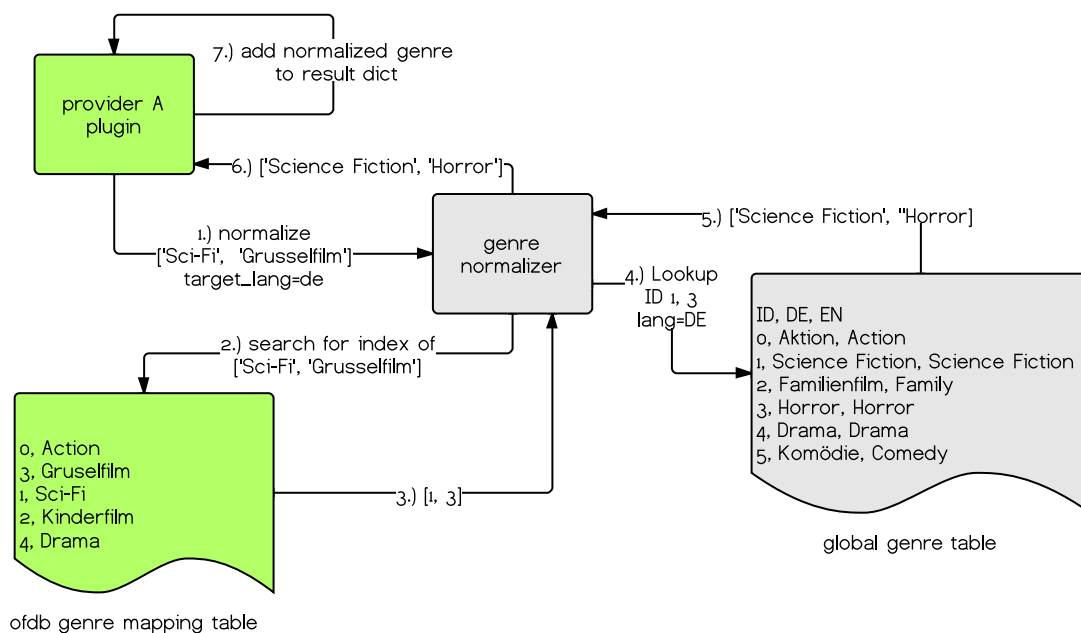 7.) add normalized genre
to result dict
provider A
plugin
6.) ['Science Fiction', 'Horror']
1.) normalize
['Sci-Fi', 'Grusselfilm']
target_lang=de
genre
normalizer
5.) ['Science Fiction', "Horror]
4.) Lookup
ID 1, 3
lang=DE
2.) search for index of
['Sci-Fi', 'Grusselfilm']
ID, DE, EN
0, Aktion, Action
1, Science Fiction, Science Fiction
2, Familienfilm, Family
3, Horror, Horror
4, Drama, Drama
5, Komödie, Comedy
global genre table
0, Action
3, Gruselfilm
1, Sci-Fi
2, Kinderfilm
4, Drama
3.) [1, 3]
ofdb genre mapping table